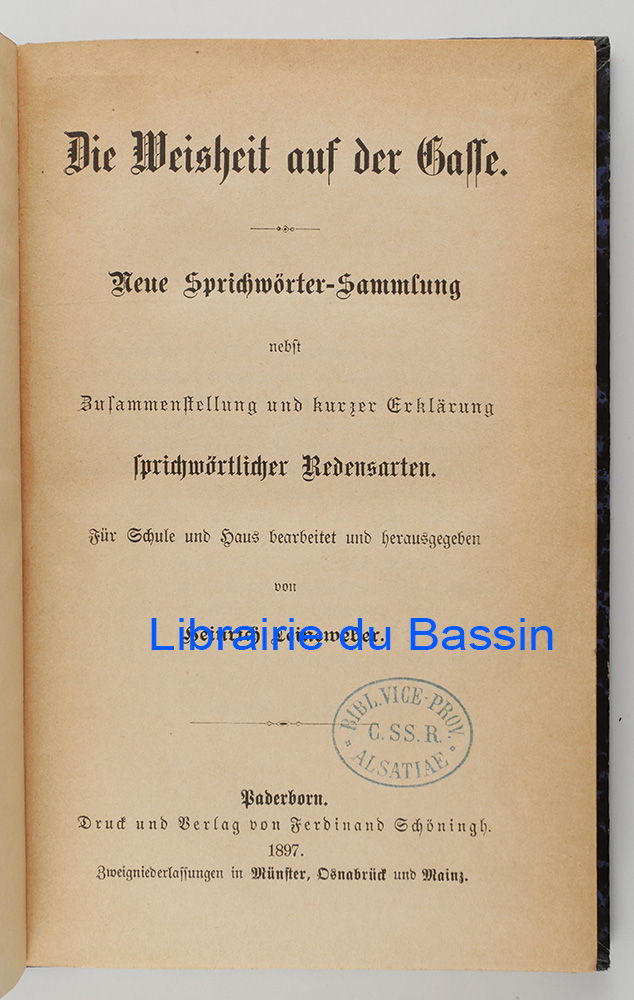 Die Weisheit auf der Gasse.
Neue Sprichwörter-Sammlung
nebst
Zusammenstellung und kurzer Erklärung
sprichwörtlicher Redensarten.
Für Schule und Haus bearbeitet und herausgegeben
von
Heinrich Leineweber.
Librairie du Bassin
BIBL. VICE-PROV.
C. SS. R.
ALSATIAE
Paderborn.
Druck und Verlag von Ferdinand Schöningh.
1897.
Zweigniederlassungen in Münster, Osnabrück und Mainz.